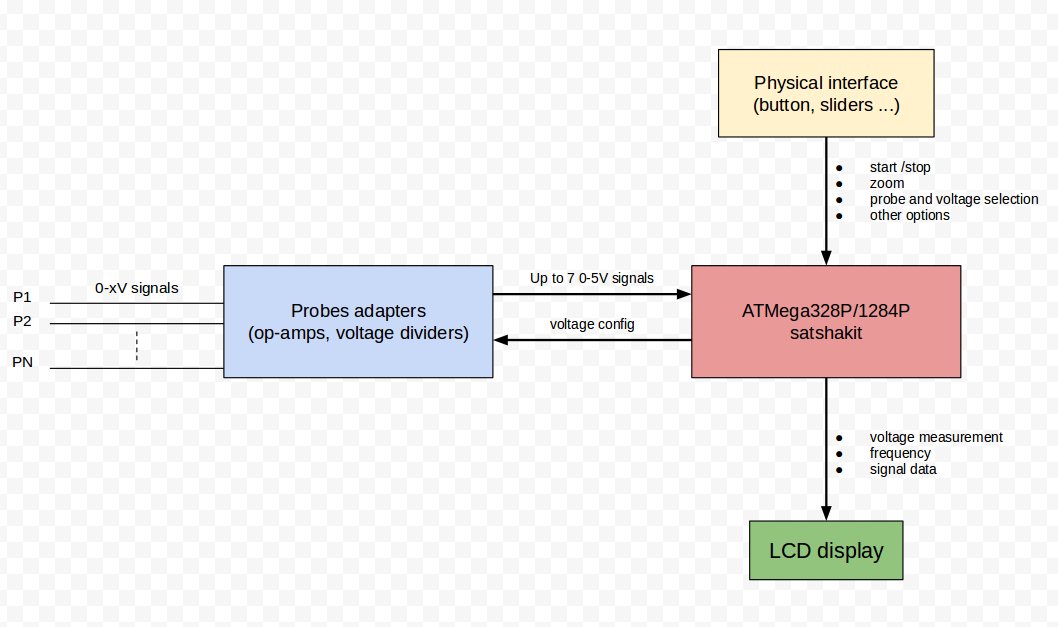 Physical interface
(button, sliders ...)
● start /stop
● zoom
● probe and voltage selection
● other options
P1
0-xV signals
P2
PN
Probes adapters
(op-amps, voltage dividers)
Up to 7 0-5V signals
voltage config
ATMega328P/1284P
satshakit
● voltage measurement
● frequency
● signal data
LCD display